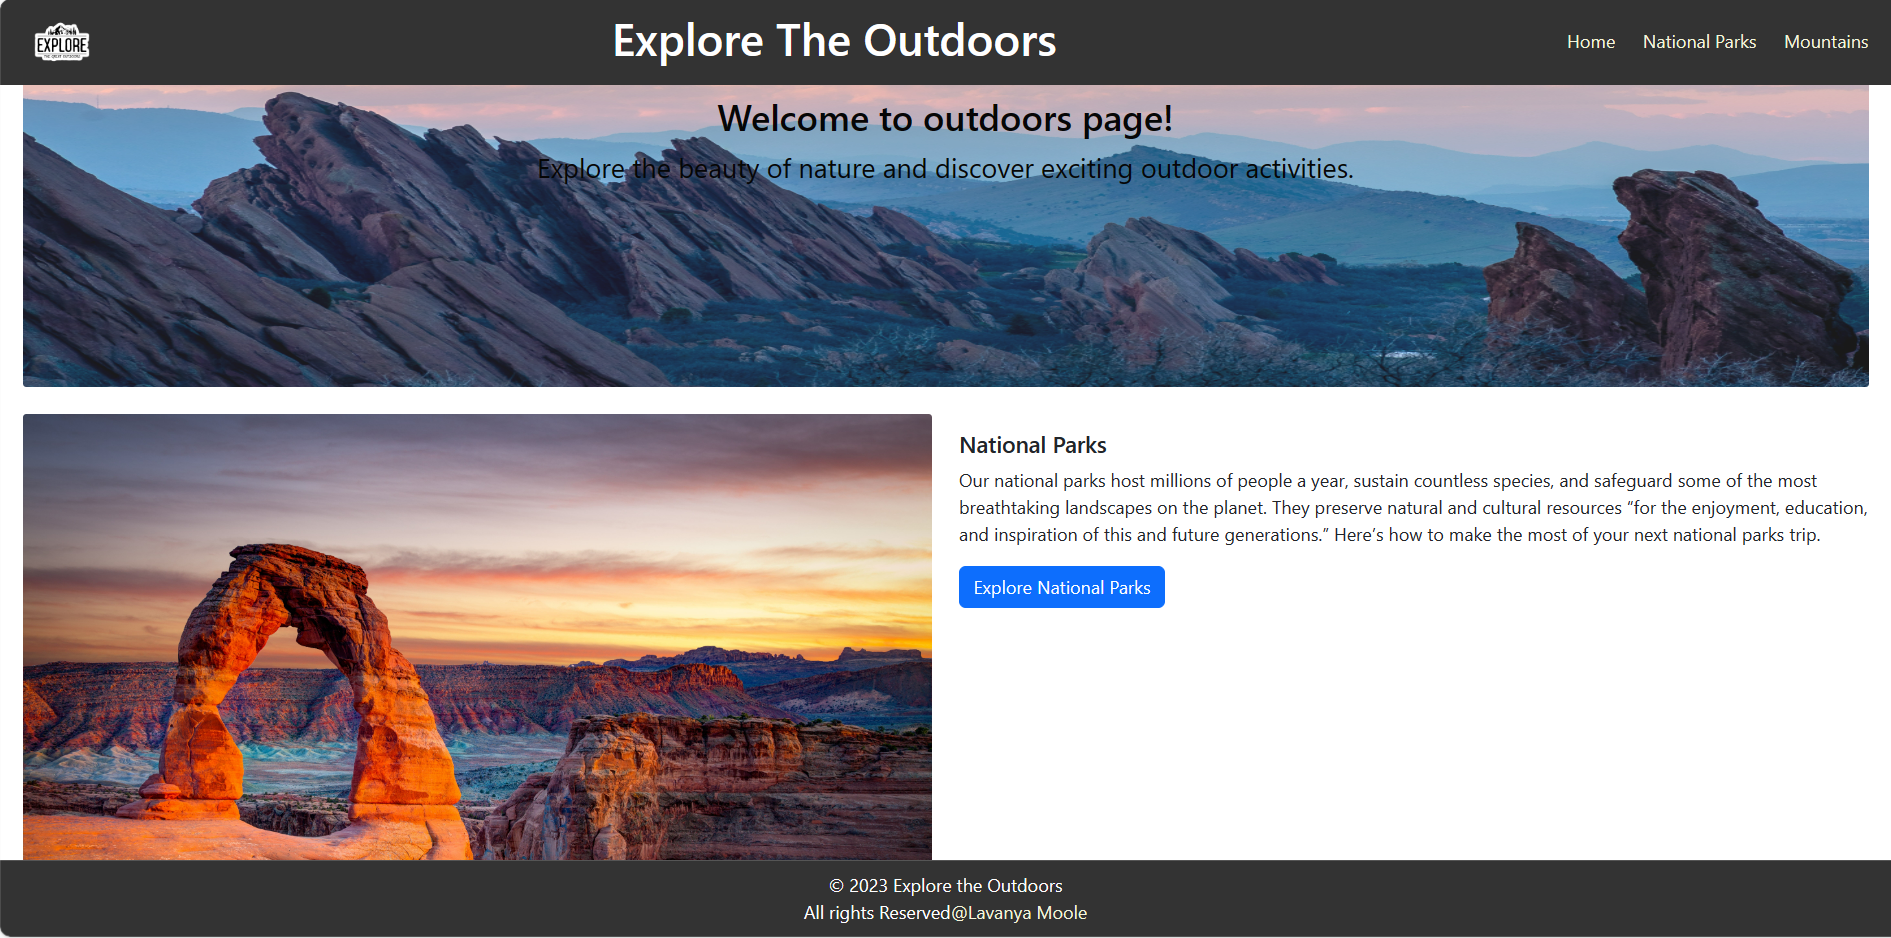 EXPLORE
THE GREAT OUTDOORS
Explore The Outdoors
Home
National Parks
Mountains
Welcome to outdoors page!
Explore the beauty of nature and discover exciting outdoor activities.
National Parks
Our national parks host millions of people a year, sustain countless species, and safeguard some of the most
breathtaking landscapes on the planet. They preserve natural and cultural resources “for the enjoyment, education,
and inspiration of this and future generations.” Here’s how to make the most of your next national parks trip.
Explore National Parks
© 2023 Explore the Outdoors
All rights Reserved@Lavanya Moole